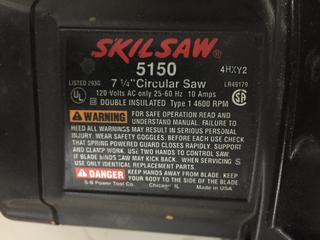 SKILSAW®
5150 4HXY2
LISTED 293G 7 ¼" Circular Saw LR49179
UL 120 Volts AC only 25-60 Hz 10 Amps SA
DOUBLE INSULATED Type 1 4600 RPM
WARNING FOR SAFE OPERATION READ AND
UNDERSTAND MANUAL. FAILURE TO
HEED ALL WARNINGS MAY RESULT IN SERIOUS PERSONAL
INJURY. WEAR SAFETY GOGGLES. BEFORE EACH USE CHECK
THAT SPRING POWERED GUARD CLOSES RAPIDLY. SUPPORT
AND CLAMP WORK. USE TWO HANDS TO CONTROL SAW.
IF BLADE BINDS SAW MAY KICK BACK. WHEN SERVICING S
USE ONLY IDENTICAL REPLACEMENT PARTS.
DANGER KEEP HANDS AWAY FROM BLADE. KEEP
YOUR BODY TO SIDE OF BLADE.
S-B Power Tool Co. Chicago, IL Made in USA